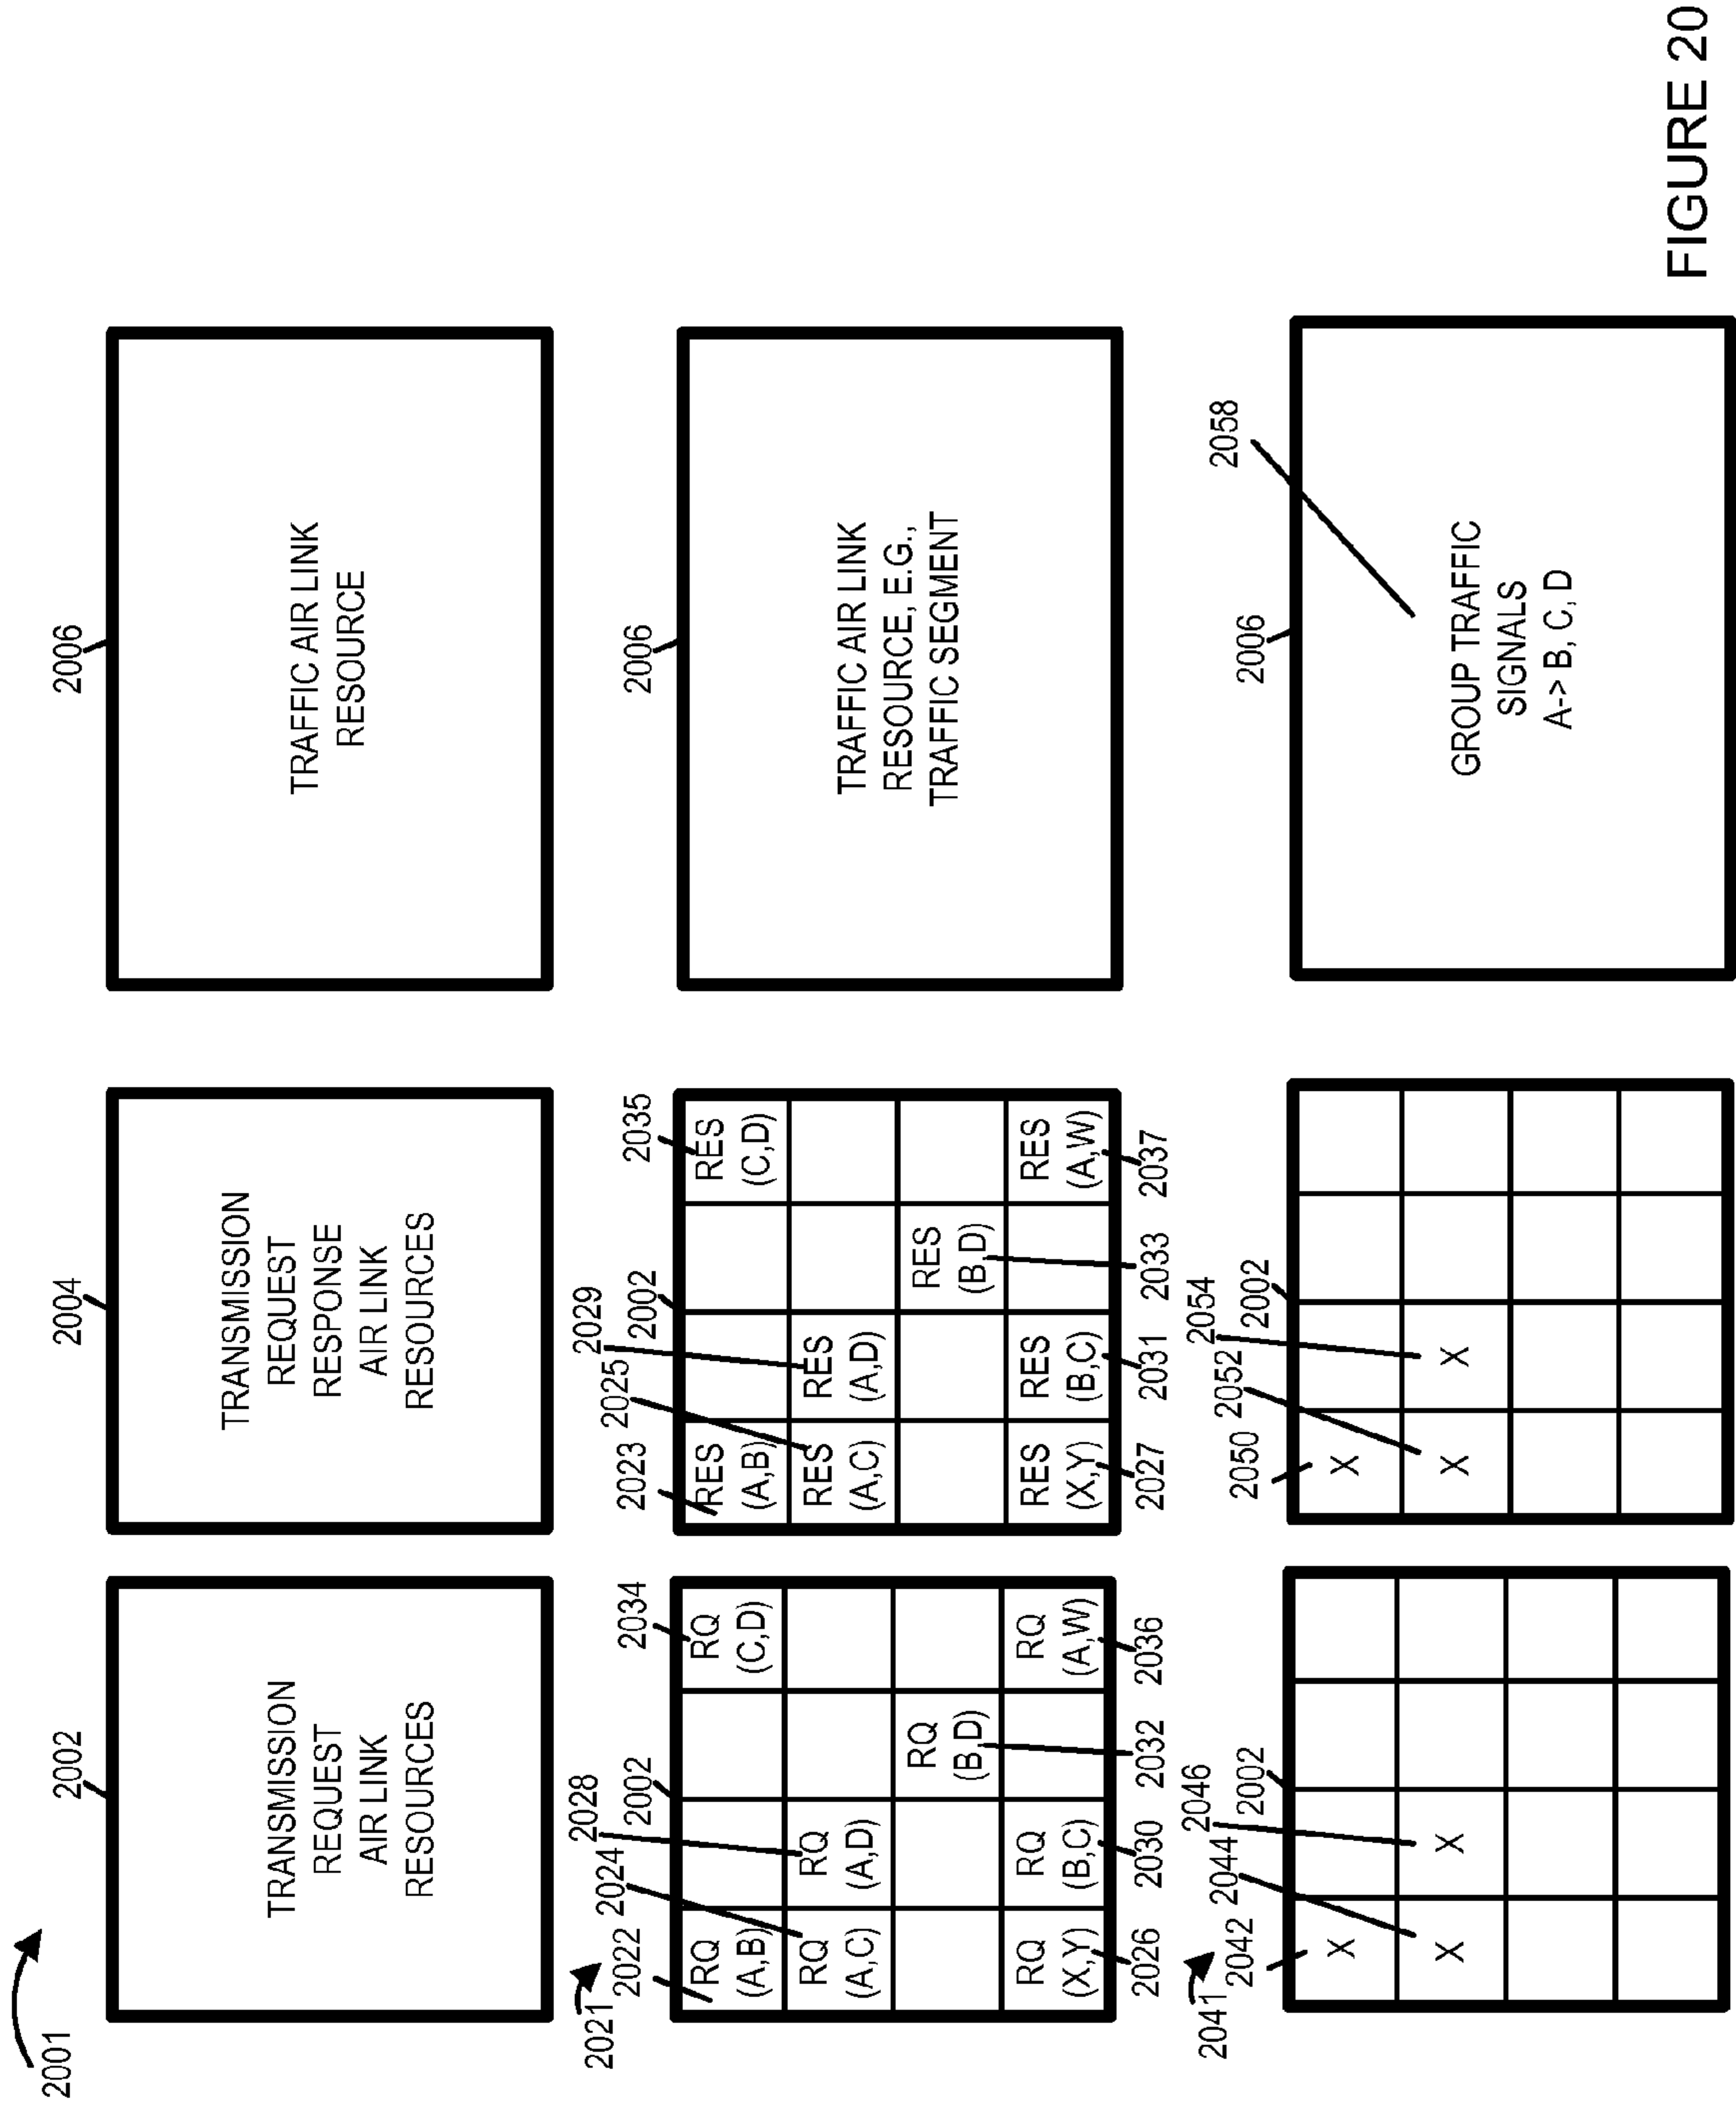 2001
2002
2004
2006
TRANSMISSION
REQUEST
AIR LINK
RESOURCES
TRANSMISSION
REQUEST
RESPONSE
AIR LINK
RESOURCES
TRAFFIC AIR LINK
RESOURCE
2021
2022
2024
2028
2002
2034
RQ
(A,B)
RQ
(C,D)
RQ
(A,C)
RQ
(A,D)
RQ
(B,D)
RQ
(X,Y)
RQ
(B,C)
RQ
(A,W)
2026
2030
2032
2036
2023
2025
2029
2002
2035
RES
(A,B)
RES
(C,D)
RES
(A,C)
RES
(A,D)
RES
(B,D)
RES
(X,Y)
RES
(B,C)
RES
(A,W)
2027
2031
2033
2037
2006
TRAFFIC AIR LINK
RESOURCE, E.G.,
TRAFFIC SEGMENT
2041
2042
2044
2046
2002
X
X
X
2050
2052
2054
2002
X
X
X
2006
2058
GROUP TRAFFIC
SIGNALS
A-> B, C, D
FIGURE 20